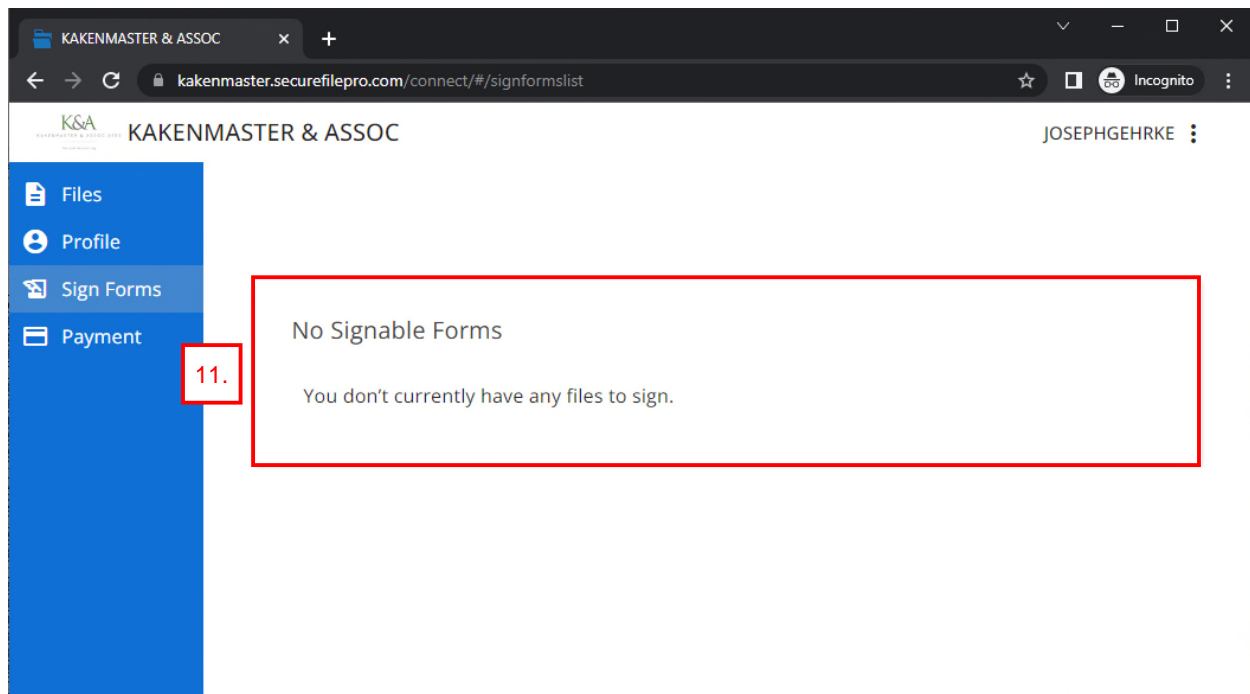 KAKENMASTER & ASSOC
kakenmaster.securefilepro.com/connect/#/signformslist
Incognito
K&A
KAKENMASTER & ASSOC
JOSEPHGEHRKE
Files
Profile
Sign Forms
Payment
11.
No Signable Forms
You don’t currently have any files to sign.